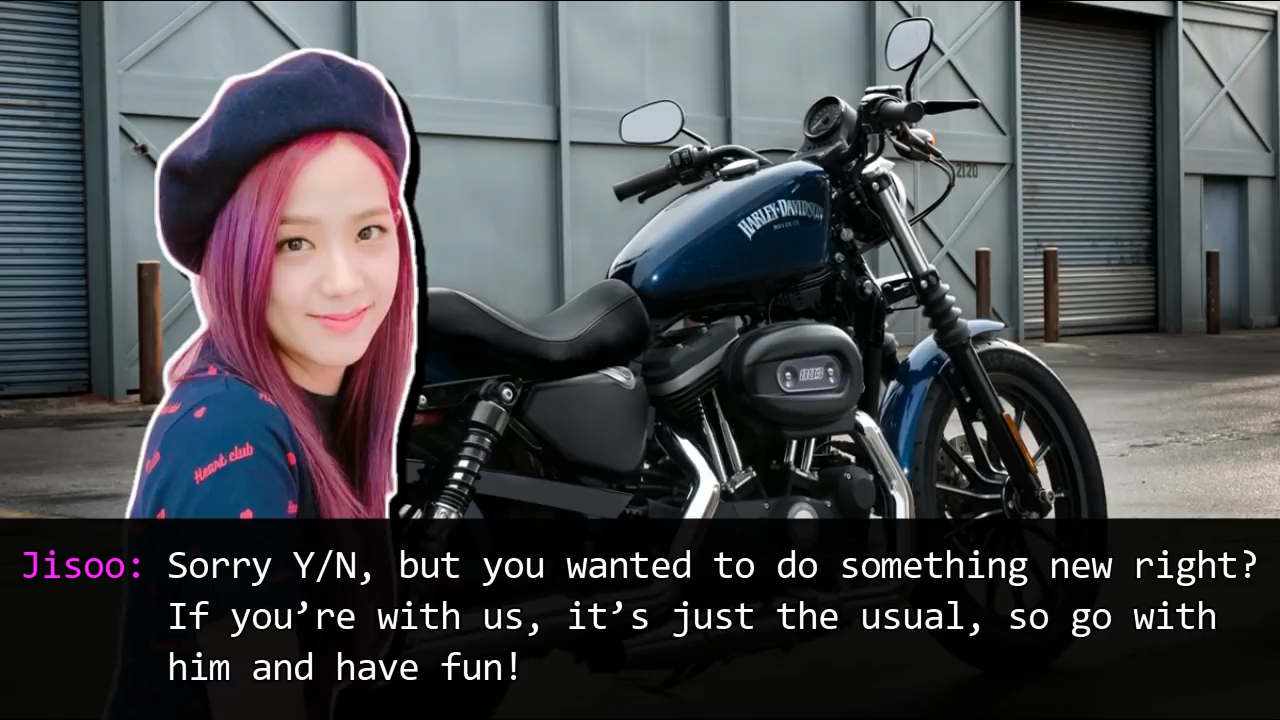 2120
HARLEY-DAVIDSON
Heart club
Jisoo: Sorry Y/N, but you wanted to do something new right?
If you’re with us, it’s just the usual, so go with
him and have fun!